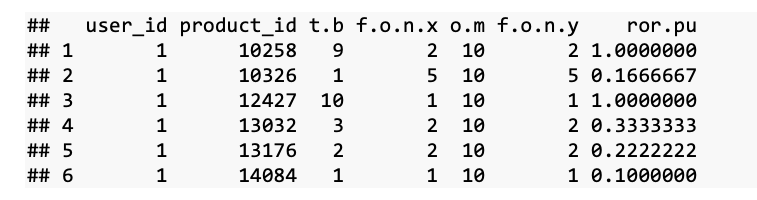 ##   user_id product_id t.b f.o.n.x o.m f.o.n.y    ror.pu
## 1       1      10258   9       2  10       2 1.0000000
## 2       1      10326   1       5  10       5 0.1666667
## 3       1      12427  10       1  10       1 1.0000000
## 4       1      13032   3       2  10       2 0.3333333
## 5       1      13176   2       2  10       2 0.2222222
## 6       1      14084   1       1  10       1 0.1000000